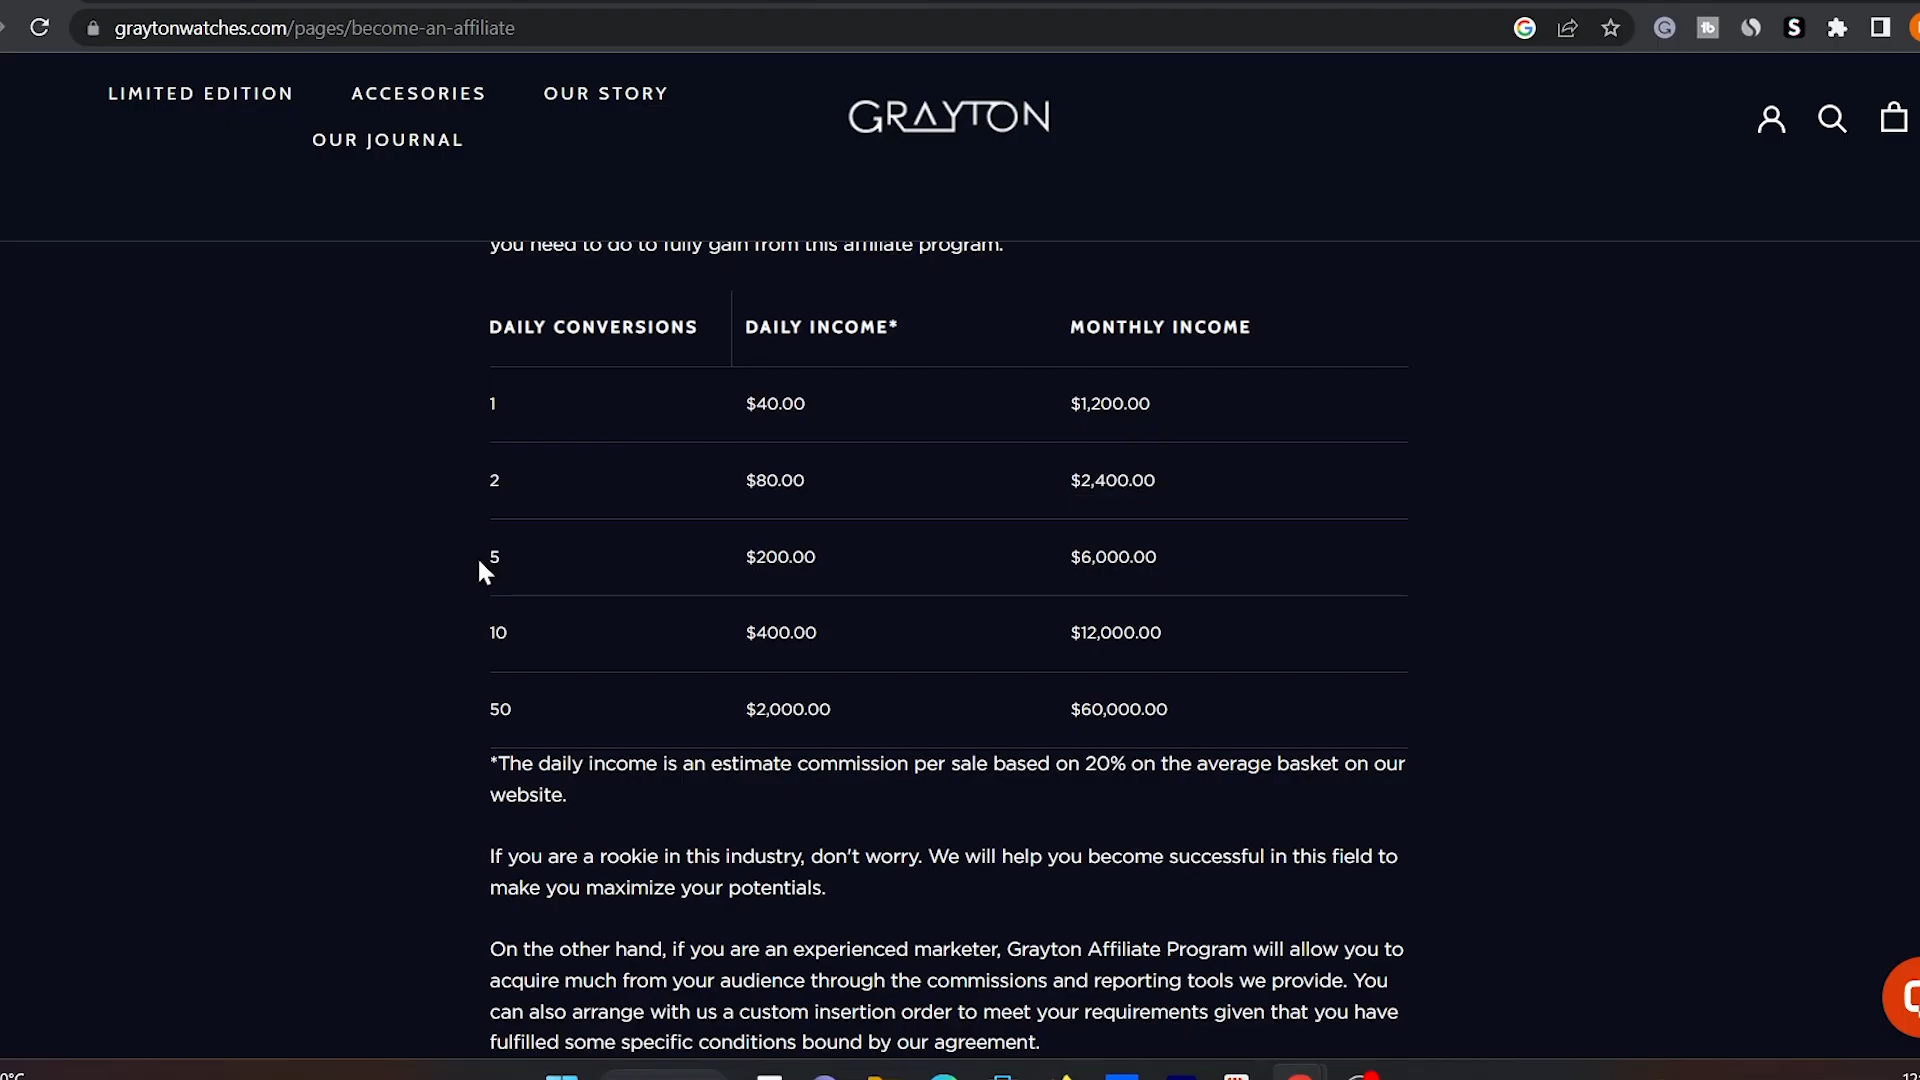 graytonwatches.com/pages/become-an-affiliate
LIMITED EDITION ACCESORIES OUR STORY
OUR JOURNAL
GRAYTON
you need to do to fully gain from this affiliate program.
DAILY CONVERSIONS DAILY INCOME* MONTHLY INCOME
1 $40.00 $1,200.00
2 $80.00 $2,400.00
5 $200.00 $6,000.00
10 $400.00 $12,000.00
50 $2,000.00 $60,000.00
*The daily income is an estimate commission per sale based on 20% on the average basket on our
website.
If you are a rookie in this industry, don't worry. We will help you become successful in this field to
make you maximize your potentials.
On the other hand, if you are an experienced marketer, Grayton Affiliate Program will allow you to
acquire much from your audience through the commissions and reporting tools we provide. You
can also arrange with us a custom insertion order to meet your requirements given that you have
fulfilled some specific conditions bound by our agreement.